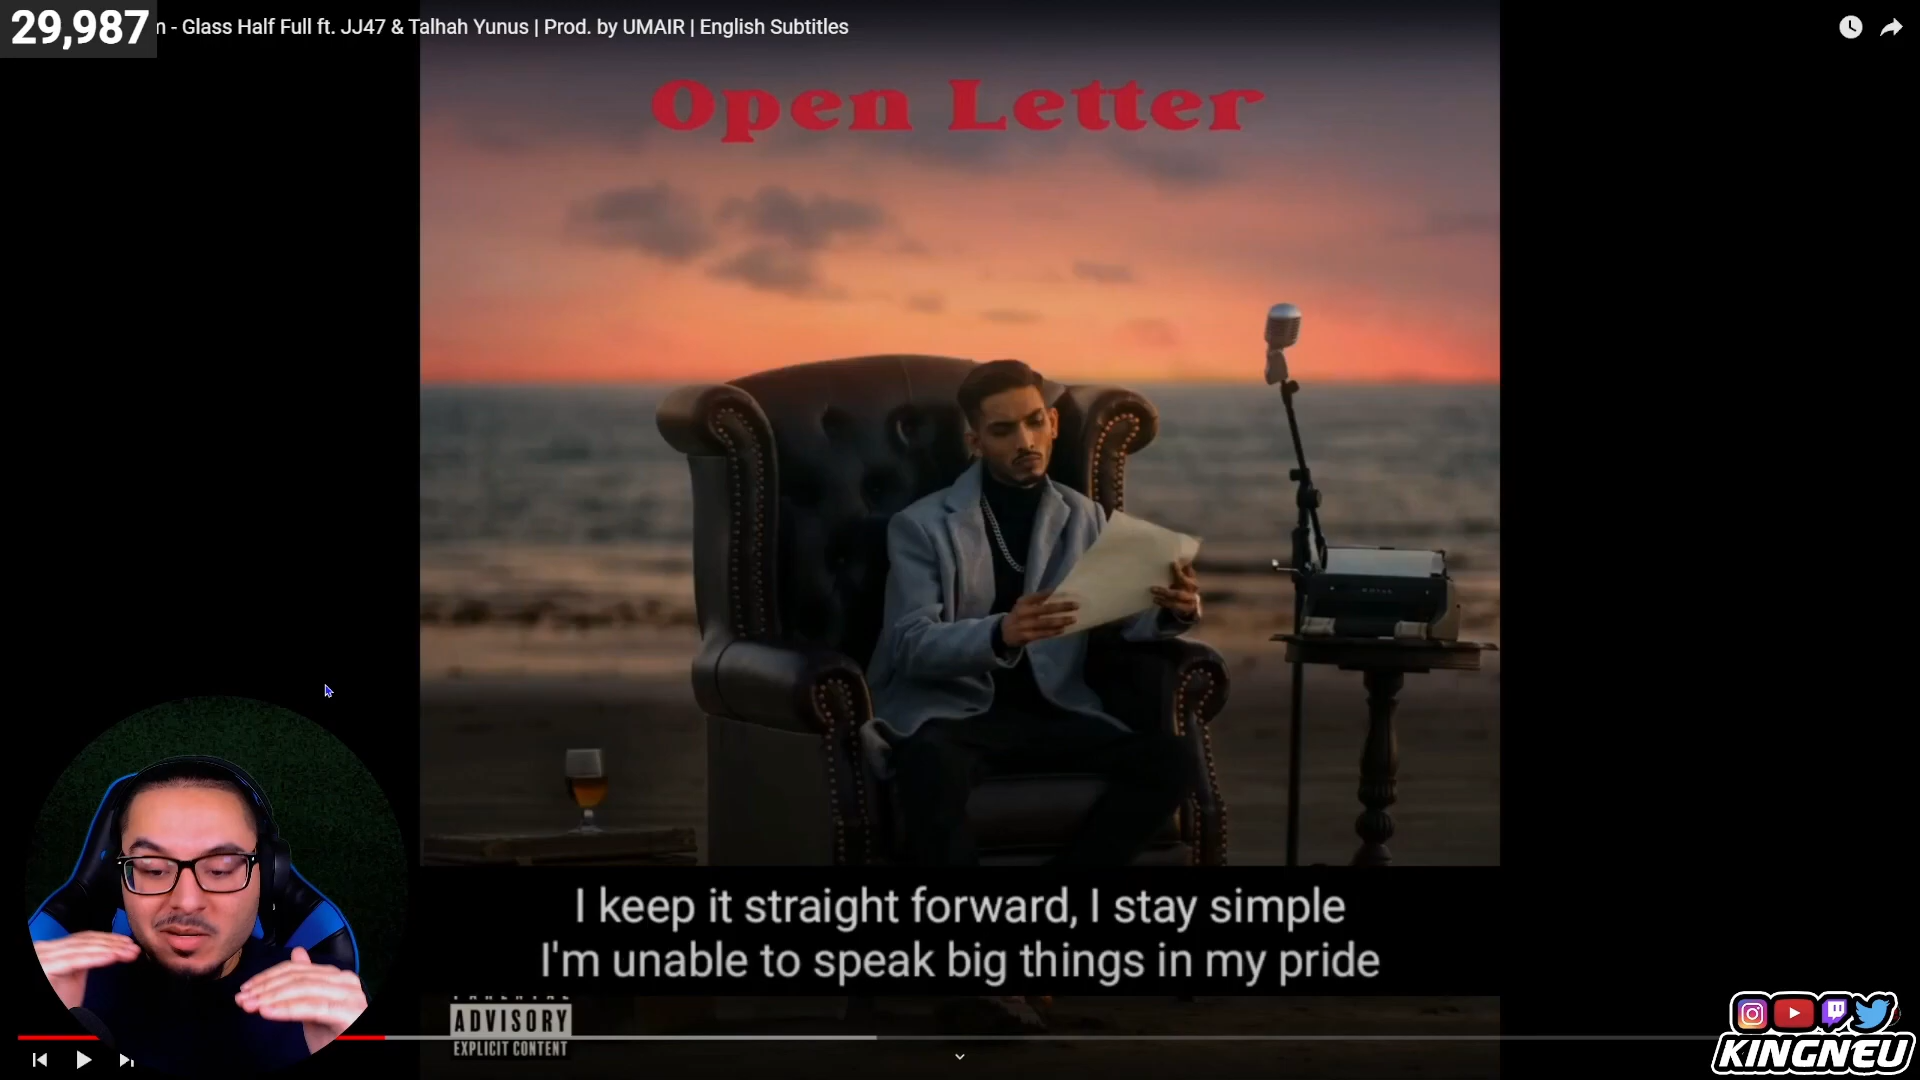 29,987
- Glass Half Full ft. JJ47 & Talhah Yunus | Prod. by UMAIR | English Subtitles
Open Letter
I keep it straight forward, I stay simple
I'm unable to speak big things in my pride
ADVISORY
EXPLICIT CONTENT
KINGNEU